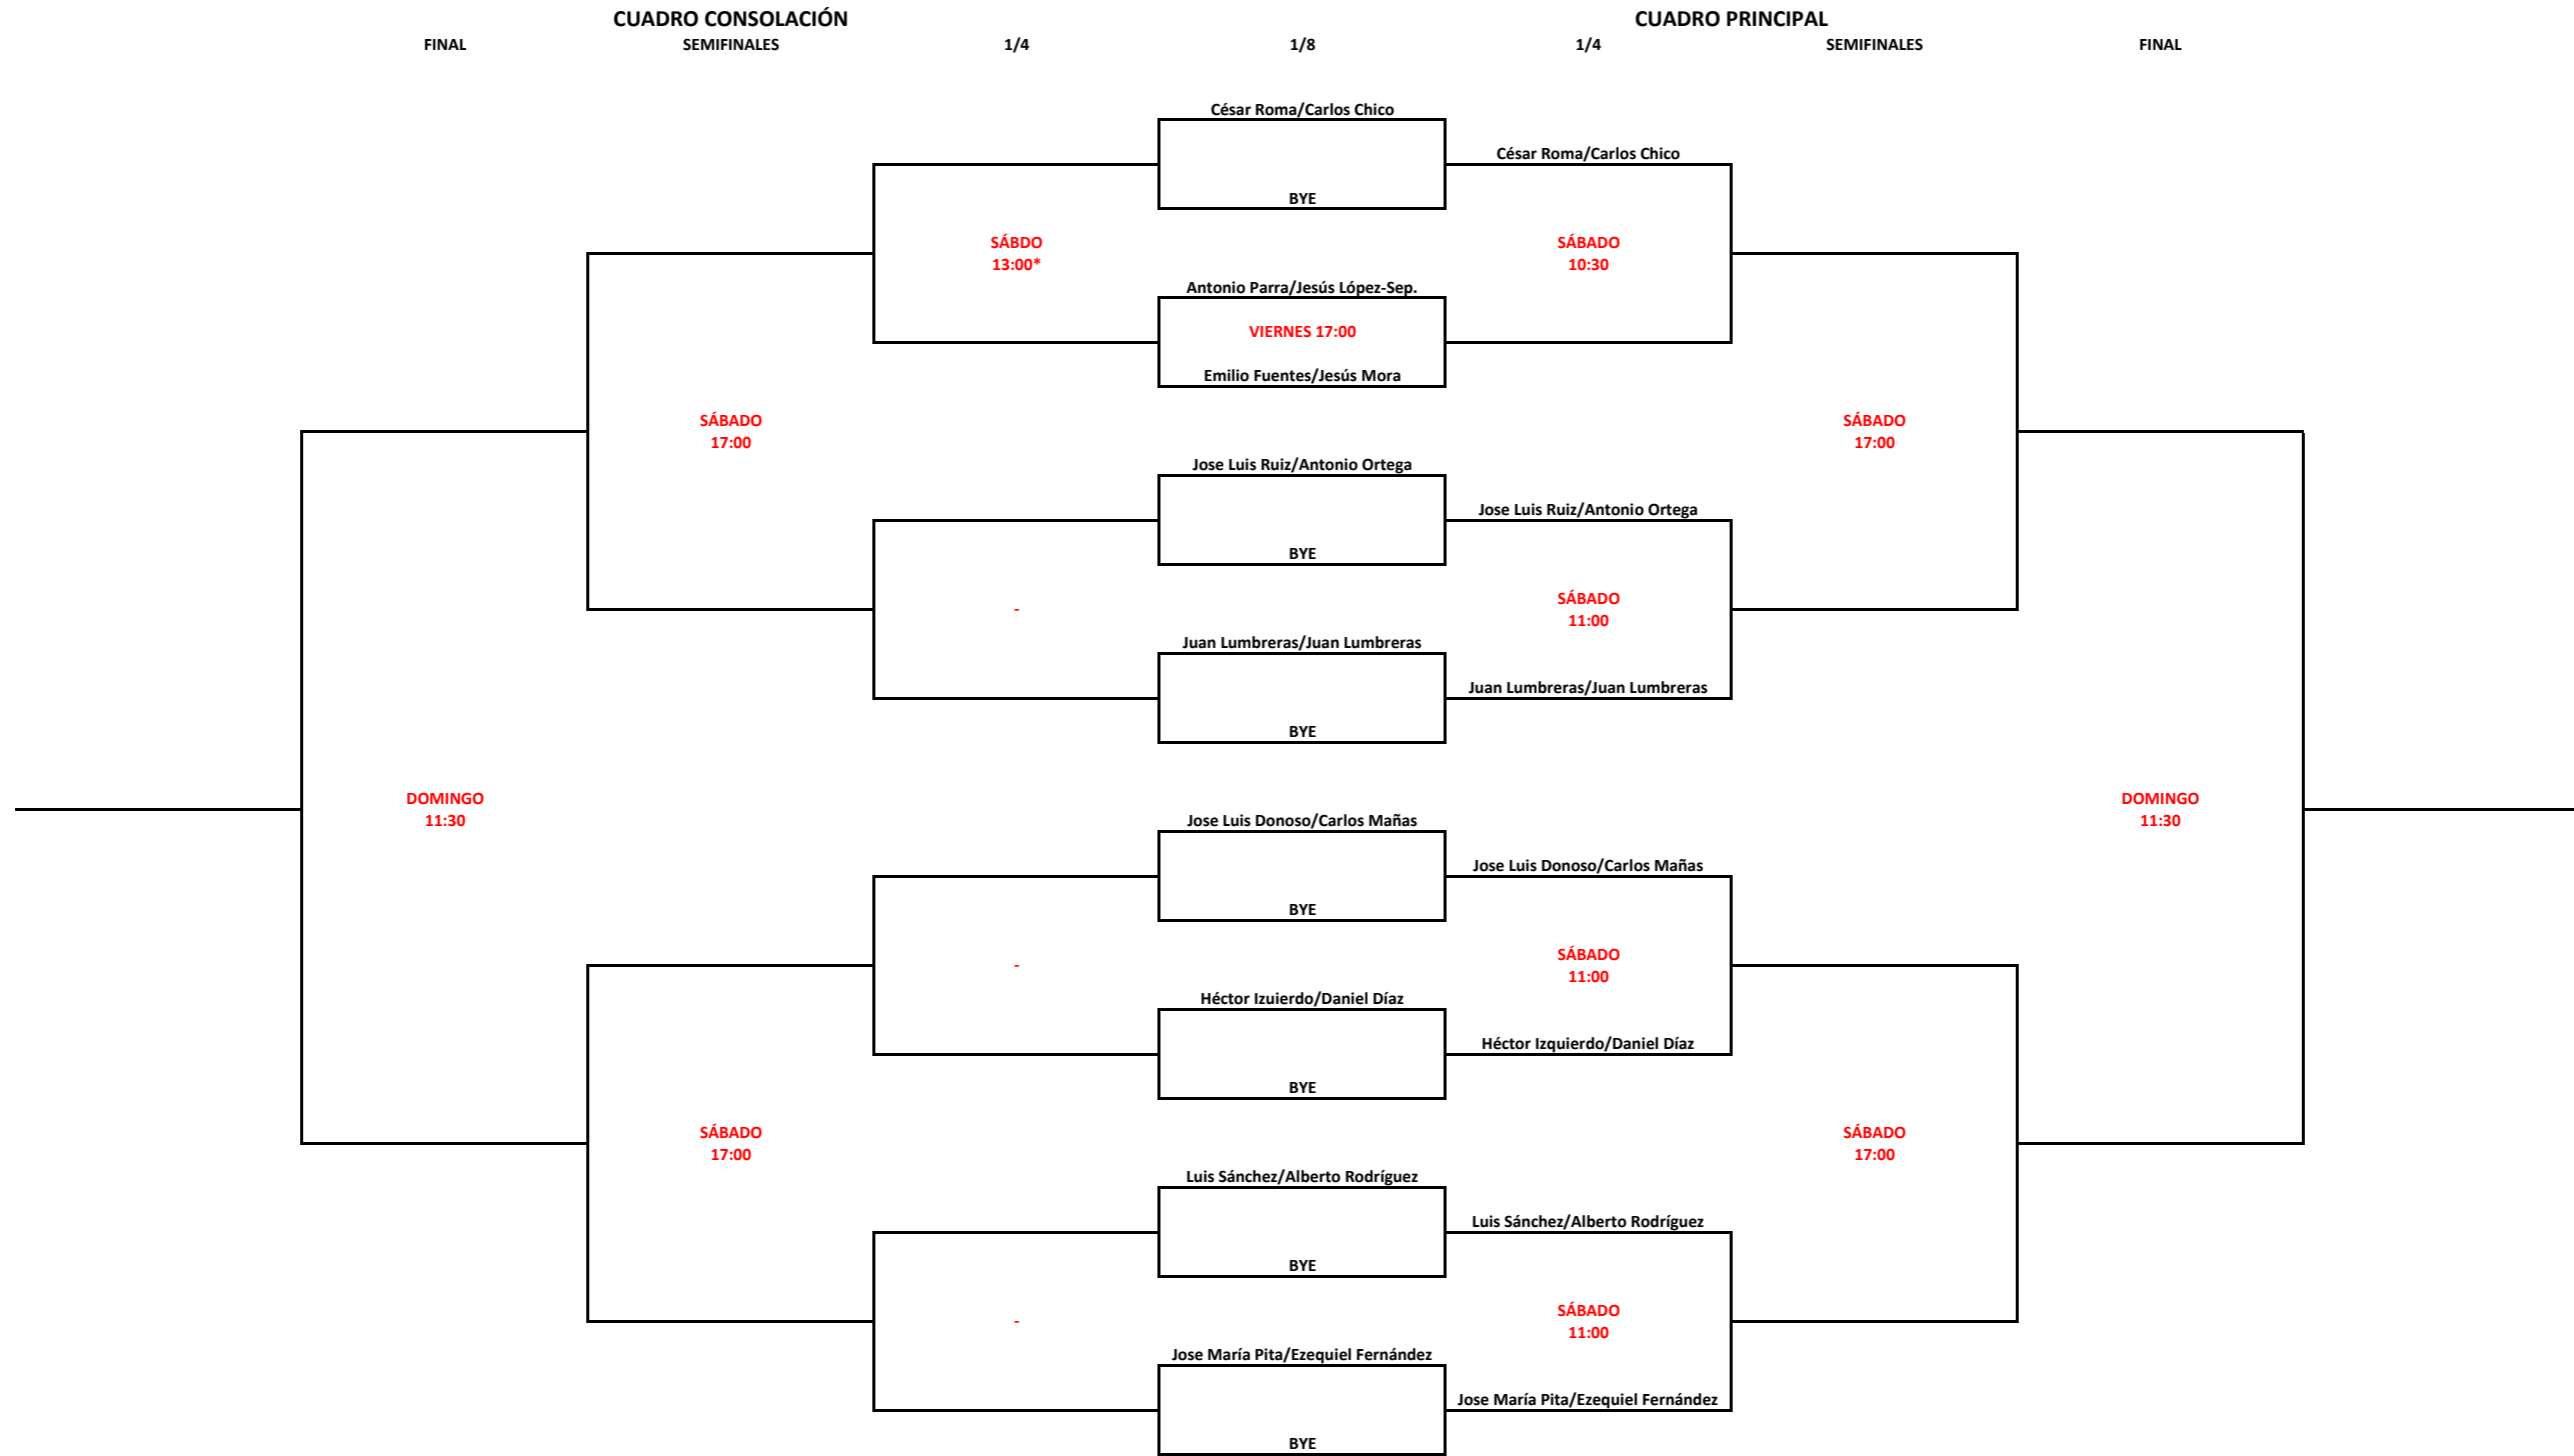 CUADRO CONSOLACIÓN CUADRO PRINCIPAL
FINAL SEMIFINALES 1/4 1/8 1/4 SEMIFINALES FINAL
César Roma/Carlos Chico
César Roma/Carlos Chico
BYE
SÁBDO SÁBADO
13:00* 10:30
Antonio Parra/Jesús López-Sep.
VIERNES 17:00
Emilio Fuentes/Jesús Mora
SÁBADO SÁBADO
17:00 17:00
Jose Luis Ruiz/Antonio Ortega
Jose Luis Ruiz/Antonio Ortega
BYE
SÁBADO
-
11:00
Juan Lumbreras/Juan Lumbreras
Juan Lumbreras/Juan Lumbreras
BYE
DOMINGO DOMINGO
11:30 11:30
Jose Luis Donoso/Carlos Mañas
Jose Luis Donoso/Carlos Mañas
BYE
SÁBADO
-
11:00
Héctor Izuierdo/Daniel Díaz
Héctor Izquierdo/Daniel Díaz
BYE
SÁBADO SÁBADO
17:00 17:00
Luis Sánchez/Alberto Rodríguez
Luis Sánchez/Alberto Rodríguez
BYE
SÁBADO
-
11:00
Jose María Pita/Ezequiel Fernández
Jose María Pita/Ezequiel Fernández
BYE